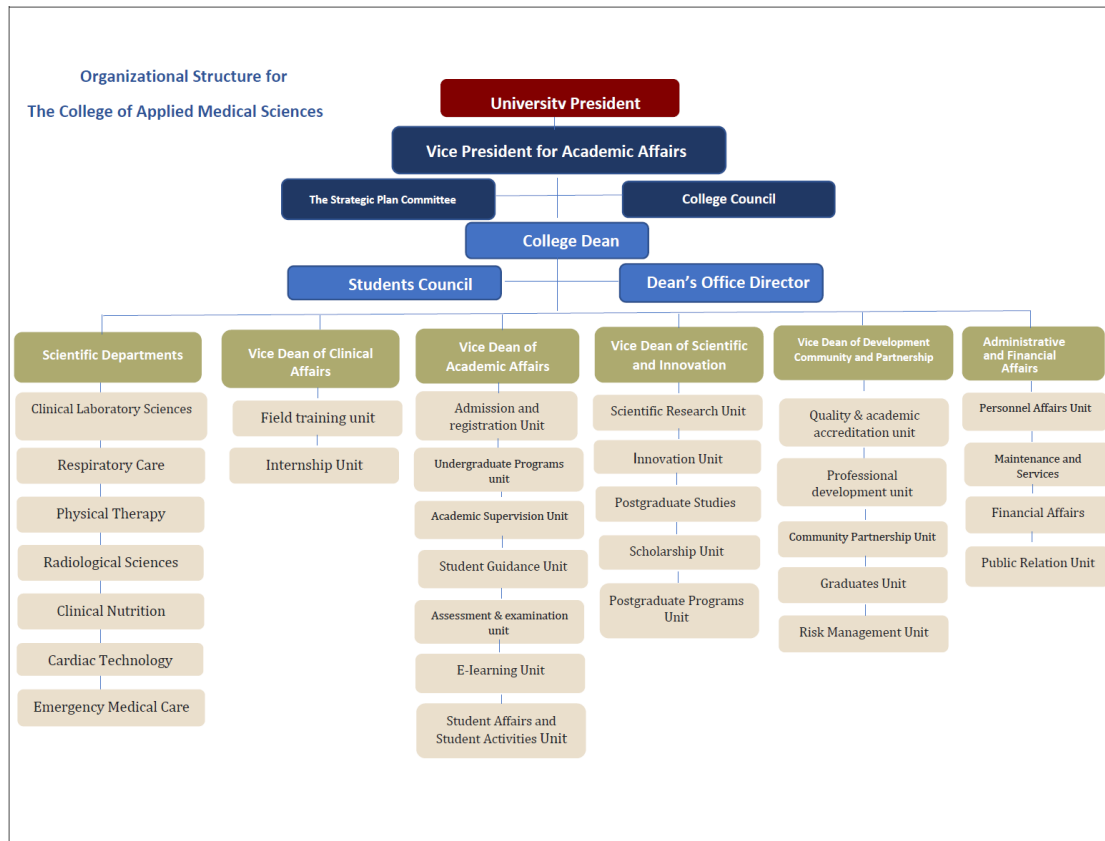 Organizational Structure for
The College of Applied Medical Sciences
University President
Vice President for Academic Affairs
The Strategic Plan Committee
College Council
College Dean
Students Council
Dean's Office Director
Scientific Departments
Clinical Laboratory Sciences
Respiratory Care
Physical Therapy
Radiological Sciences
Clinical Nutrition
Cardiac Technology
Emergency Medical Care
Vice Dean of Clinical
Affairs
Field training unit
Internship Unit
Vice Dean of
Academic Affairs
Admission and
registration Unit
Undergraduate Programs
unit
Academic Supervision Unit
Student Guidance Unit
Assessment & examination
unit
E-learning Unit
Student Affairs and
Student Activities Unit
Vice Dean of Scientific
and Innovation
Scientific Research Unit
Innovation Unit
Postgraduate Studies
Scholarship Unit
Postgraduate Programs
Unit
Vice Dean of Development
Community and Partnership
Quality & academic
accreditation unit
Professional
development unit
Community Partnership Unit
Graduates Unit
Risk Management Unit
Administrative
and Financial
Affairs
Personnel Affairs Unit
Maintenance and
Services
Financial Affairs
Public Relation Unit